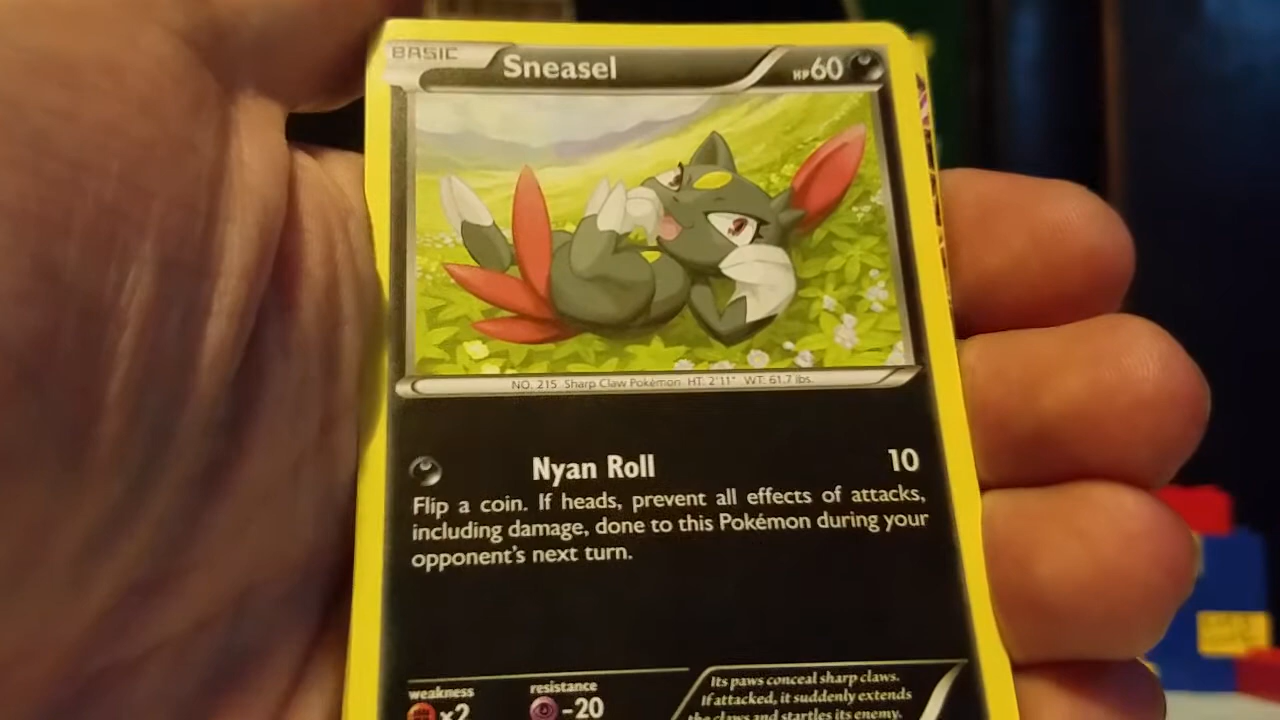 BASIC Sneasel HP60
NO. 215 Sharp Claw Pokémon HT: 2'11" WT: 61.7 lbs.
Nyan Roll 10
Flip a coin. If heads, prevent all effects of attacks,
including damage, done to this Pokémon during your
opponent's next turn.
weakness
×2
resistance
-20
Its paws conceal sharp claws.
If attacked, it suddenly extends
the claws and startles its enemy.